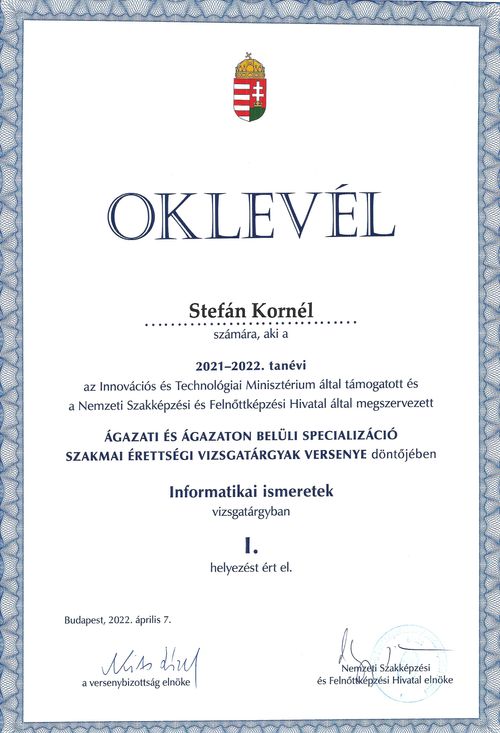 OKLEVÉL
Stefán Kornél
számára, aki a
2021–2022. tanévi
az Innovációs és Technológiai Minisztérium által támogatott és
a Nemzeti Szakképzési és Felnőttképzési Hivatal által megszervezett
ÁGAZATI ÉS ÁGAZATON BELÜLI SPECIALIZÁCIÓ
SZAKMAI ÉRETTSÉGI VIZSGATÁRGYAK VERSENYE döntőjében
Informatikai ismeretek
vizsgatárgyban
I.
helyezést ért el.
Budapest, 2022. április 7.
a versenybizottság elnöke
Nemzeti Szakképzési
és Felnőttképzési Hivatal elnöke